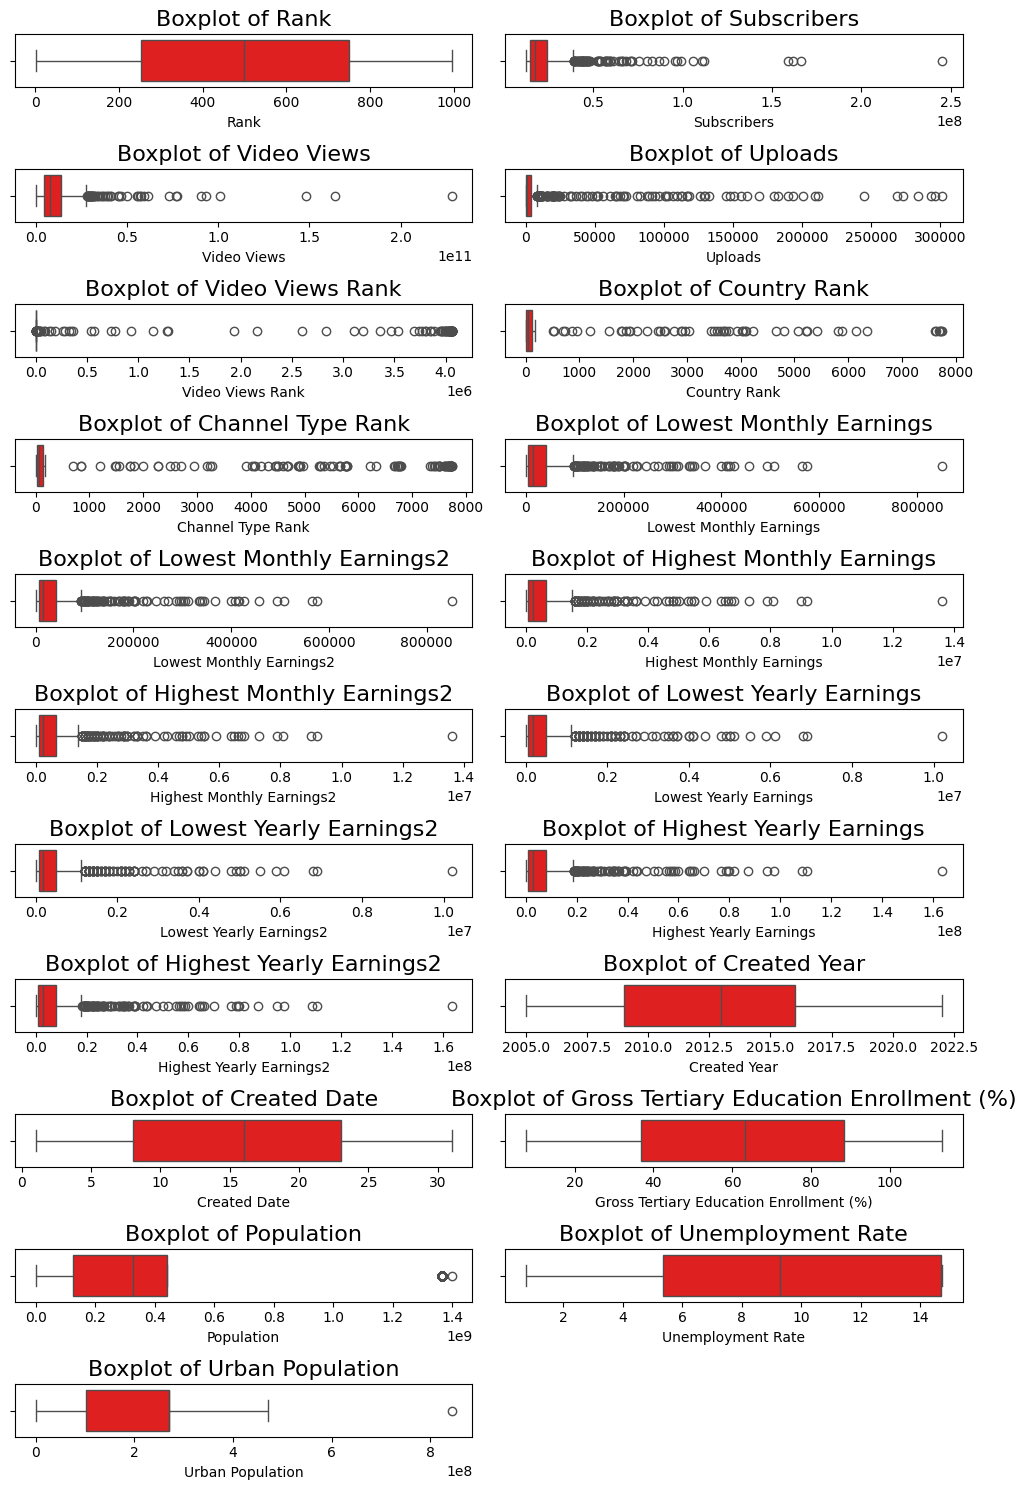 Boxplot of Rank
0 200 400 600 800 1000
Rank
Boxplot of Subscribers
0.5 1.0 1.5 2.0 2.5
Subscribers
1e8
Boxplot of Video Views
0.0 0.5 1.0 1.5 2.0
Video Views
1e11
Boxplot of Uploads
0 50000 100000 150000 200000 250000 300000
Uploads
Boxplot of Video Views Rank
0.0 0.5 1.0 1.5 2.0 2.5 3.0 3.5 4.0
Video Views Rank
1e6
Boxplot of Country Rank
0 1000 2000 3000 4000 5000 6000 7000 8000
Country Rank
Boxplot of Channel Type Rank
0 1000 2000 3000 4000 5000 6000 7000 8000
Channel Type Rank
Boxplot of Lowest Monthly Earnings
0 200000 400000 600000 800000
Lowest Monthly Earnings
Boxplot of Lowest Monthly Earnings2
0 200000 400000 600000 800000
Lowest Monthly Earnings2
Boxplot of Highest Monthly Earnings
0.0 0.2 0.4 0.6 0.8 1.0 1.2 1.4
Highest Monthly Earnings
1e7
Boxplot of Highest Monthly Earnings2
0.0 0.2 0.4 0.6 0.8 1.0 1.2 1.4
Highest Monthly Earnings2
1e7
Boxplot of Lowest Yearly Earnings
0.0 0.2 0.4 0.6 0.8 1.0
Lowest Yearly Earnings
1e7
Boxplot of Lowest Yearly Earnings2
0.0 0.2 0.4 0.6 0.8 1.0
Lowest Yearly Earnings2
1e7
Boxplot of Highest Yearly Earnings
0.0 0.2 0.4 0.6 0.8 1.0 1.2 1.4 1.6
Highest Yearly Earnings
1e8
Boxplot of Highest Yearly Earnings2
0.0 0.2 0.4 0.6 0.8 1.0 1.2 1.4 1.6
Highest Yearly Earnings2
1e8
Boxplot of Created Year
2005.0 2007.5 2010.0 2012.5 2015.0 2017.5 2020.0 2022.5
Created Year
Boxplot of Created Date
0 5 10 15 20 25 30
Created Date
Boxplot of Gross Tertiary Education Enrollment (%)
20 40 60 80 100
Gross Tertiary Education Enrollment (%)
Boxplot of Population
0.0 0.2 0.4 0.6 0.8 1.0 1.2 1.4
Population
1e9
Boxplot of Unemployment Rate
2 4 6 8 10 12 14
Unemployment Rate
Boxplot of Urban Population
0 2 4 6 8
Urban Population
1e8